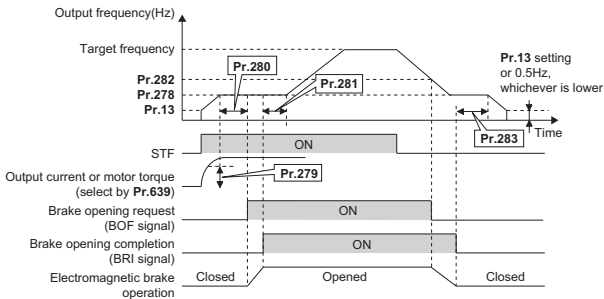 Output frequency(Hz)
Target frequency
Pr.280
Pr.13 setting
or 0.5Hz,
whichever is lower
Pr.282
Pr.281
Pr.278
Pr.13
Time
Pr.283
STF
ON
Output current or motor torque
(select by Pr.639)
Pr.279
Brake opening request
(BOF signal)
ON
Brake opening completion
(BRI signal)
ON
Electromagnetic brake
operation
Closed
Opened
Closed